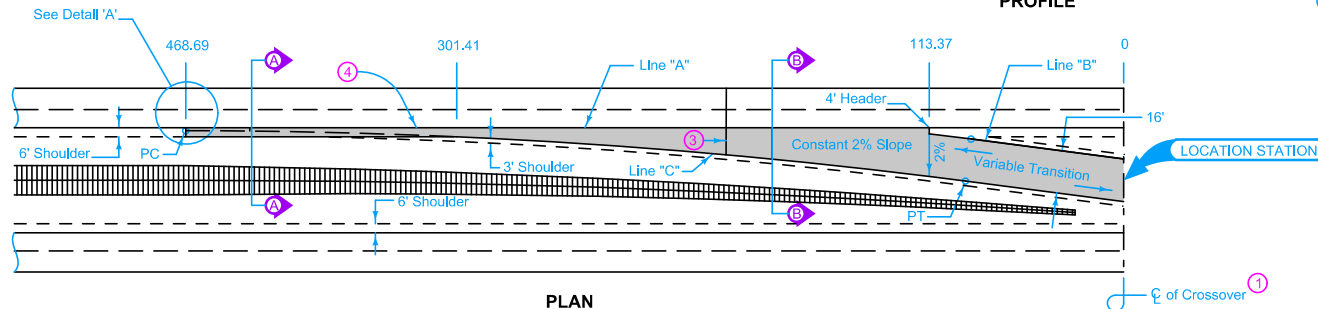 PROFILE
See Detail 'A'
468.69
301.41
113.37
0
A
B
4
Line "A"
Line "B"
4' Header
16'
3
6' Shoulder
PC
3' Shoulder
Line "C"
Constant 2% Slope
2%
Variable Transition
LOCATION STATION
PT
A
6' Shoulder
B
PLAN
℄ of Crossover
1